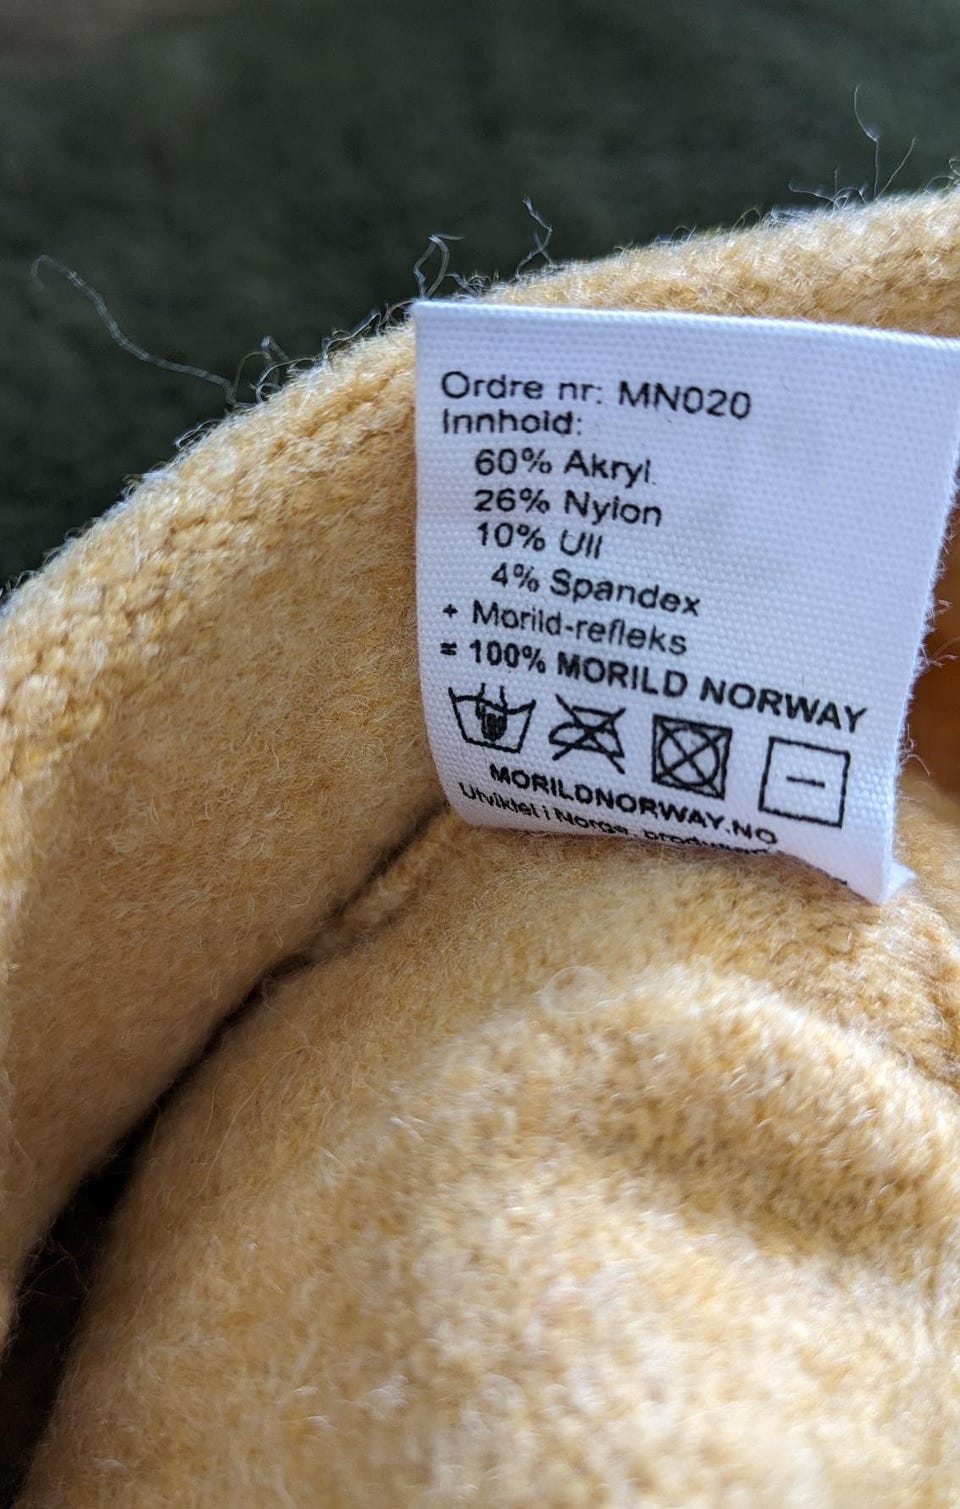 Ordre nr: MN020
Innhold:
60% Akryl
26% Nylon
10% Ull
4% Spandex
+ Morild-refleks
= 100% MORILD NORWAY
MORILDNORWAY.NO
Utviklet i Norge,